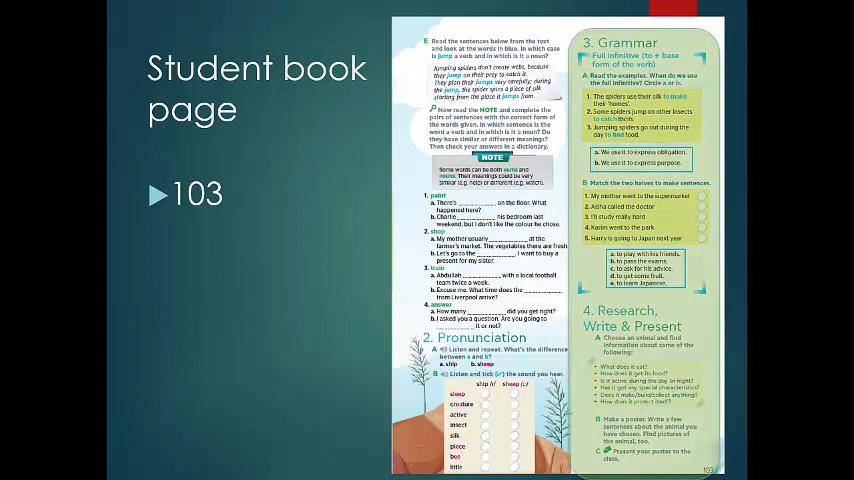 Student book
page
103
E Read the sentences below from the text
and look at the words in blue. In which case
is jump a verb and in which is it a noun?
Jumping spiders don't create webs, because
they jump on their prey to catch it.
They plan their jumps very carefully; during
the jump, the spider spins a piece of silk
starting from the place it jumps from.
Now read the NOTE and complete the
pairs of sentences with the correct form of
the words given. In which sentence is the
word a verb and in which is it a noun? Do
they have similar or different meanings?
Then check your answers in a dictionary.
NOTE
Some words can be both verbs and
nouns. Their meanings could be very
similar (e.g. help) or different (e.g. watch).
1. paint
a. There's __________ on the floor. What
happened here?
b. Charlie __________ his bedroom last
weekend, but I don't like the colour he chose.
2. shop
a. My mother usually __________ at the
farmer's market. The vegetables there are fresh.
b. Let's go to the __________. I want to buy a
present for my sister.
3. train
a. Abdullah __________ with a local football
team twice a week.
b. Excuse me. What time does the __________
from Liverpool arrive?
4. answer
a. How many __________ did you get right?
b. I asked you a question. Are you going to
__________ it or not?
2. Pronunciation
A Listen and repeat. What's the difference
between a and b?
a. ship b. sheep
B Listen and tick (✓) the sound you hear.
ship /ɪ/ sheep /iː/
sleep
creature
active
insect
silk
piece
bee
little
3. Grammar
Full infinitive (to + base
form of the verb)
A Read the examples. When do we use
the full infinitive? Circle a or b.
1. The spiders use their silk to make
their 'homes'.
2. Some spiders jump on other insects
to catch them.
3. Jumping spiders go out during the
day to find food.
a. We use it to express obligation.
b. We use it to express purpose.
B Match the two halves to make sentences.
1. My mother went to the supermarket
2. Aisha called the doctor
3. I'll study really hard
4. Karim went to the park
5. Harry is going to Japan next year
a. to play with his friends.
b. to pass the exams.
c. to ask for his advice.
d. to get some fruit.
e. to learn Japanese.
4. Research,
Write & Present
A Choose an animal and find
information about some of the
following:
• What does it eat?
• How does it get its food?
• Is it active during the day or night?
• Has it got any special characteristics?
• Does it make/build/collect anything?
• How does it protect itself?
B Make a poster. Write a few
sentences about the animal you
have chosen. Find pictures of
the animal, too.
C Present your poster to the
class.
103